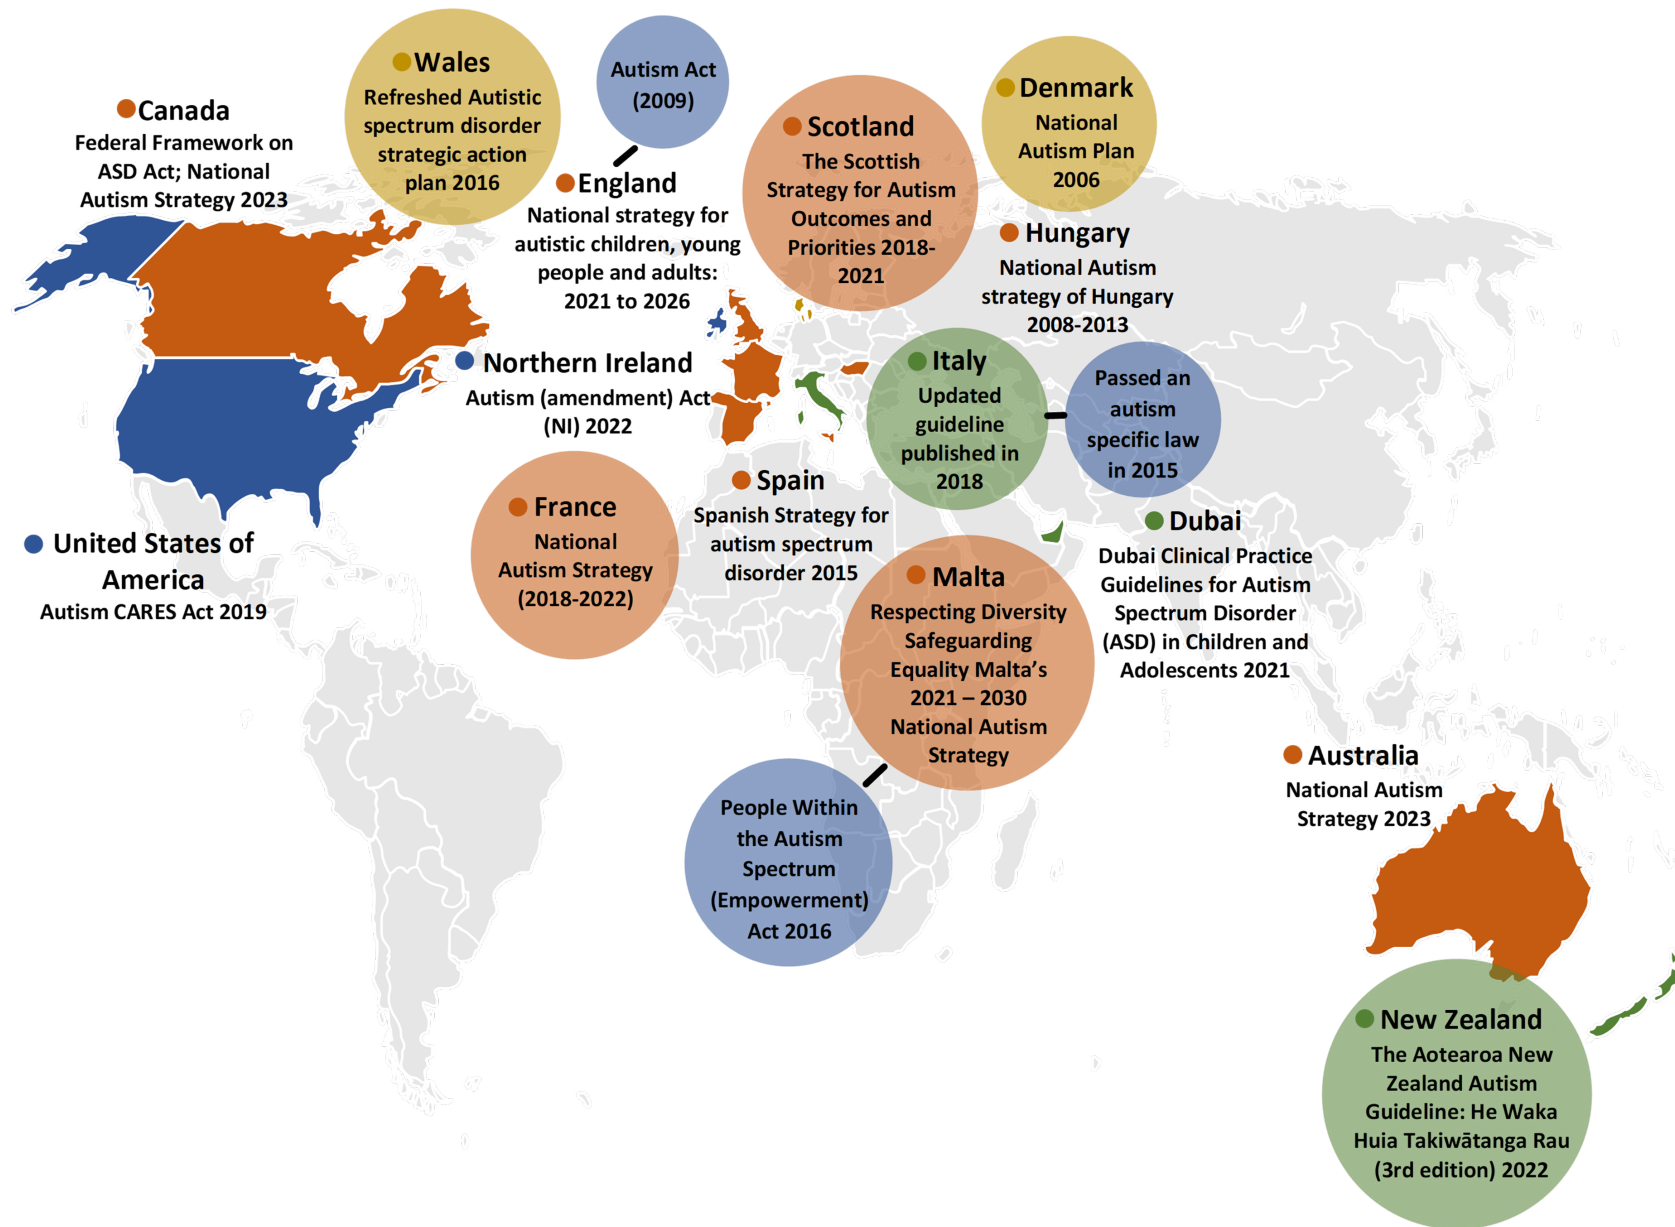 Wales
Refreshed Autistic
spectrum disorder
strategic action
plan 2016
Autism Act
(2009)
Canada
Federal Framework on
ASD Act; National
Autism Strategy 2023
England
National strategy for
autistic children, young
people and adults:
2021 to 2026
Scotland
The Scottish
Strategy for Autism
Outcomes and
Priorities 2018-
2021
Denmark
National
Autism Plan
2006
Hungary
National Autism
strategy of Hungary
2008-2013
Northern Ireland
Autism (amendment) Act
(NI) 2022
Italy
Updated
guideline
published in
2018
Passed an
autism
specific law
in 2015
United States of
America
Autism CARES Act 2019
France
National
Autism Strategy
(2018-2022)
Spain
Spanish Strategy for
autism spectrum
disorder 2015
Dubai
Dubai Clinical Practice
Guidelines for Autism
Spectrum Disorder
(ASD) in Children and
Adolescents 2021
Malta
Respecting Diversity
Safeguarding
Equality Malta’s
2021 – 2030
National Autism
Strategy
People Within
the Autism
Spectrum
(Empowerment)
Act 2016
Australia
National Autism
Strategy 2023
New Zealand
The Aotearoa New
Zealand Autism
Guideline: He Waka
Huia Takiwātanga Rau
(3rd edition) 2022